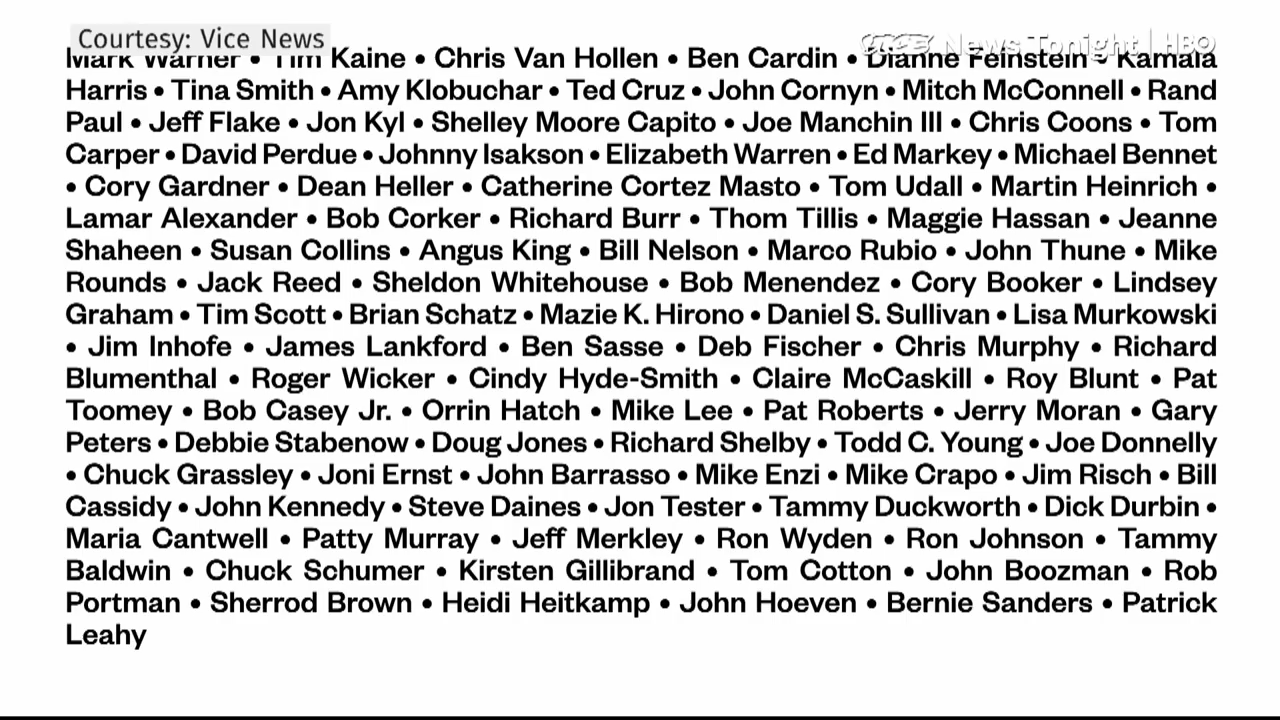 Courtesy: Vice News
VICE News Tonight | HBO
Mark Warner • Tim Kaine • Chris Van Hollen • Ben Cardin • Dianne Feinstein • Kamala
Harris • Tina Smith • Amy Klobuchar • Ted Cruz • John Cornyn • Mitch McConnell • Rand
Paul • Jeff Flake • Jon Kyl • Shelley Moore Capito • Joe Manchin III • Chris Coons • Tom
Carper • David Perdue • Johnny Isakson • Elizabeth Warren • Ed Markey • Michael Bennet
• Cory Gardner • Dean Heller • Catherine Cortez Masto • Tom Udall • Martin Heinrich •
Lamar Alexander • Bob Corker • Richard Burr • Thom Tillis • Maggie Hassan • Jeanne
Shaheen • Susan Collins • Angus King • Bill Nelson • Marco Rubio • John Thune • Mike
Rounds • Jack Reed • Sheldon Whitehouse • Bob Menendez • Cory Booker • Lindsey
Graham • Tim Scott • Brian Schatz • Mazie K. Hirono • Daniel S. Sullivan • Lisa Murkowski
• Jim Inhofe • James Lankford • Ben Sasse • Deb Fischer • Chris Murphy • Richard
Blumenthal • Roger Wicker • Cindy Hyde-Smith • Claire McCaskill • Roy Blunt • Pat
Toomey • Bob Casey Jr. • Orrin Hatch • Mike Lee • Pat Roberts • Jerry Moran • Gary
Peters • Debbie Stabenow • Doug Jones • Richard Shelby • Todd C. Young • Joe Donnelly
• Chuck Grassley • Joni Ernst • John Barrasso • Mike Enzi • Mike Crapo • Jim Risch • Bill
Cassidy • John Kennedy • Steve Daines • Jon Tester • Tammy Duckworth • Dick Durbin •
Maria Cantwell • Patty Murray • Jeff Merkley • Ron Wyden • Ron Johnson • Tammy
Baldwin • Chuck Schumer • Kirsten Gillibrand • Tom Cotton • John Boozman • Rob
Portman • Sherrod Brown • Heidi Heitkamp • John Hoeven • Bernie Sanders • Patrick
Leahy